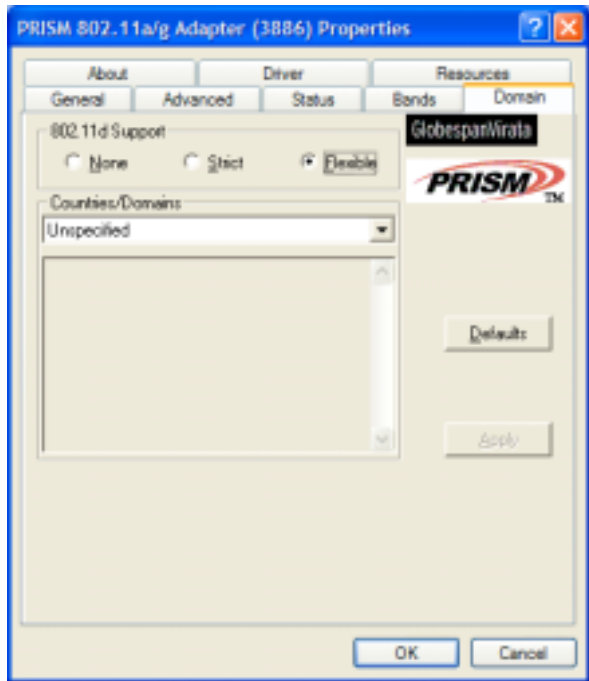 PRISM 802.11a/g Adapter (3886) Properties
About Driver Resources
General Advanced Status Bands Domain
802.11d Support
None Strict Flexible
GlobespanVirata
PRISM TM
Countries/Domains
Unspecified
Defaults
Apply
OK Cancel